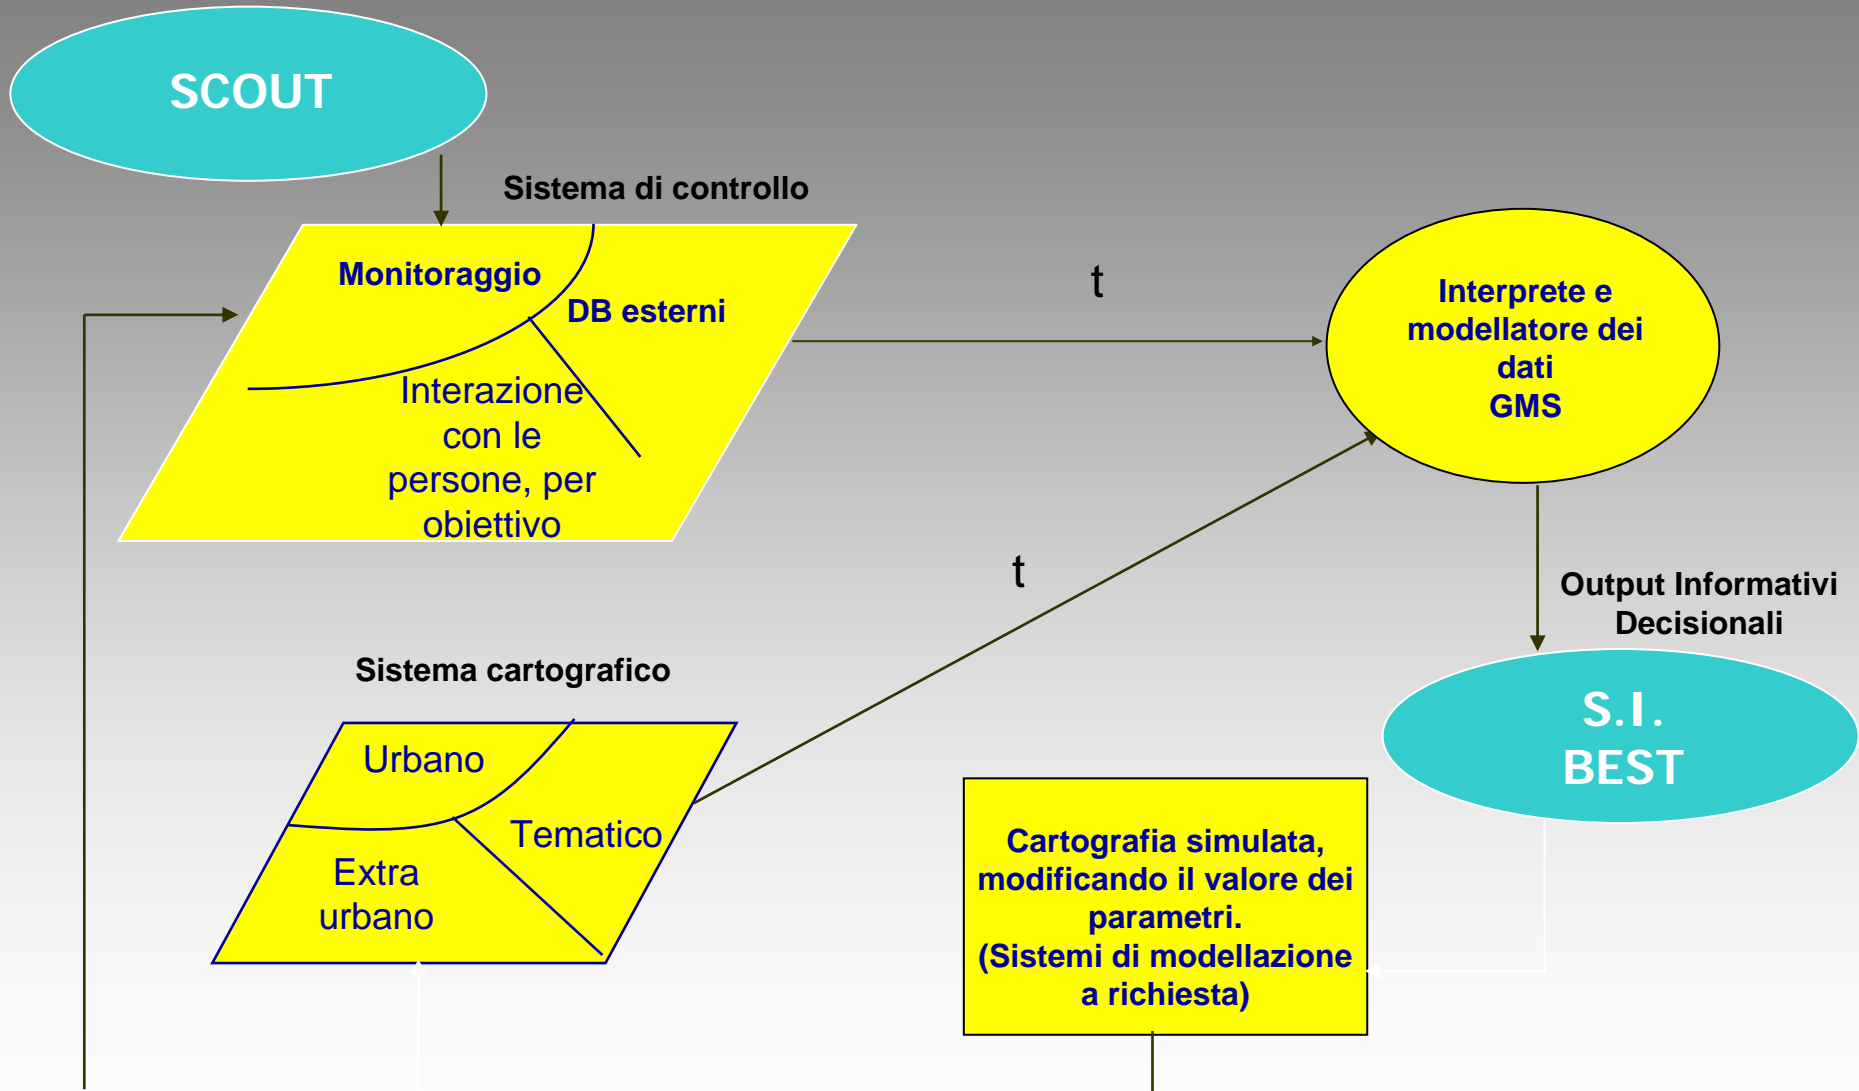 SCOUT
Sistema di controllo
Monitoraggio
DB esterni
Interazione
con le
persone, per
obiettivo
t
Interprete e
modellatore dei
dati
GMS
t
Output Informativi
Decisionali
Sistema cartografico
Urbano
Tematico
Extra
urbano
S.I.
BEST
Cartografia simulata,
modificando il valore dei
parametri.
(Sistemi di modellazione
a richiesta)